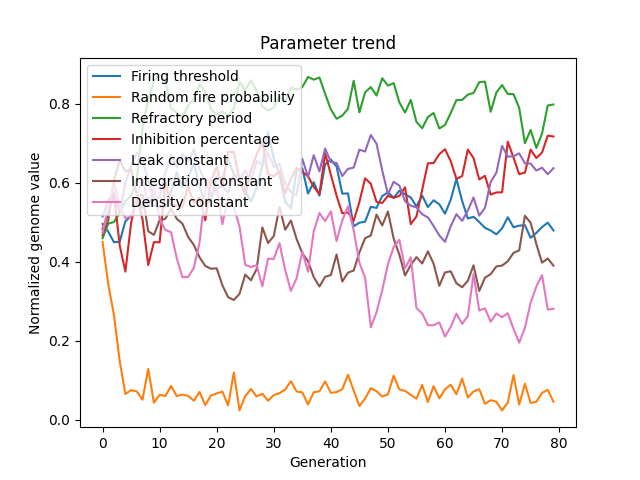 Parameter trend
Firing threshold
Random fire probability
Refractory period
Inhibition percentage
Leak constant
Integration constant
Density constant
Normalized genome value
0.8
0.6
0.4
0.2
0.0
0 10 20 30 40 50 60 70 80
Generation